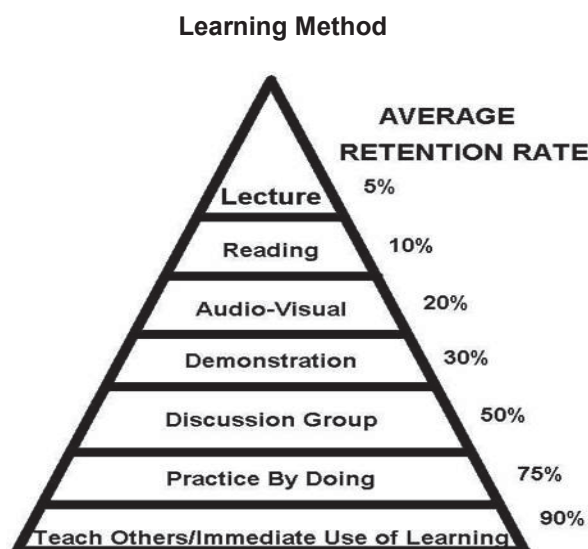 Learning Method
AVERAGE
RETENTION RATE
Lecture 5%
Reading 10%
Audio-Visual 20%
Demonstration 30%
Discussion Group 50%
Practice By Doing 75%
Teach Others/Immediate Use of Learning 90%